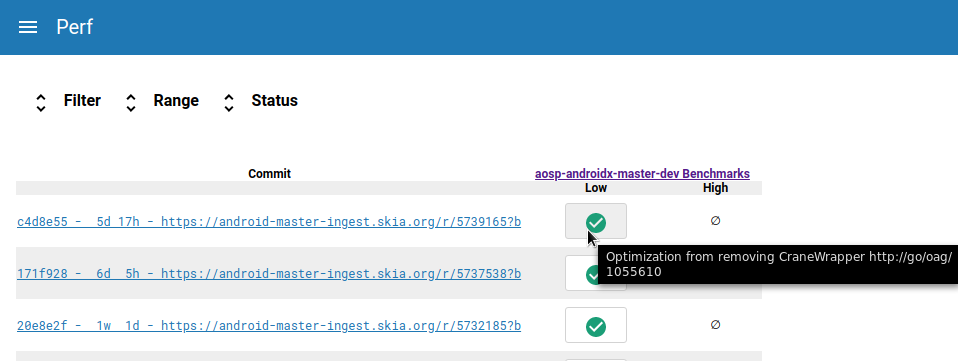 Perf
Filter Range Status
Commit aosp-androidx-master-dev Benchmarks
Low High
c4d8e55 - 5d 17h - https://android-master-ingest.skia.org/r/5739165?b ∅
Optimization from removing CraneWrapper http://go/oag/
1055610
171f928 - 6d 5h - https://android-master-ingest.skia.org/r/5737538?b
20e8e2f - 1w 1d - https://android-master-ingest.skia.org/r/5732185?b ∅